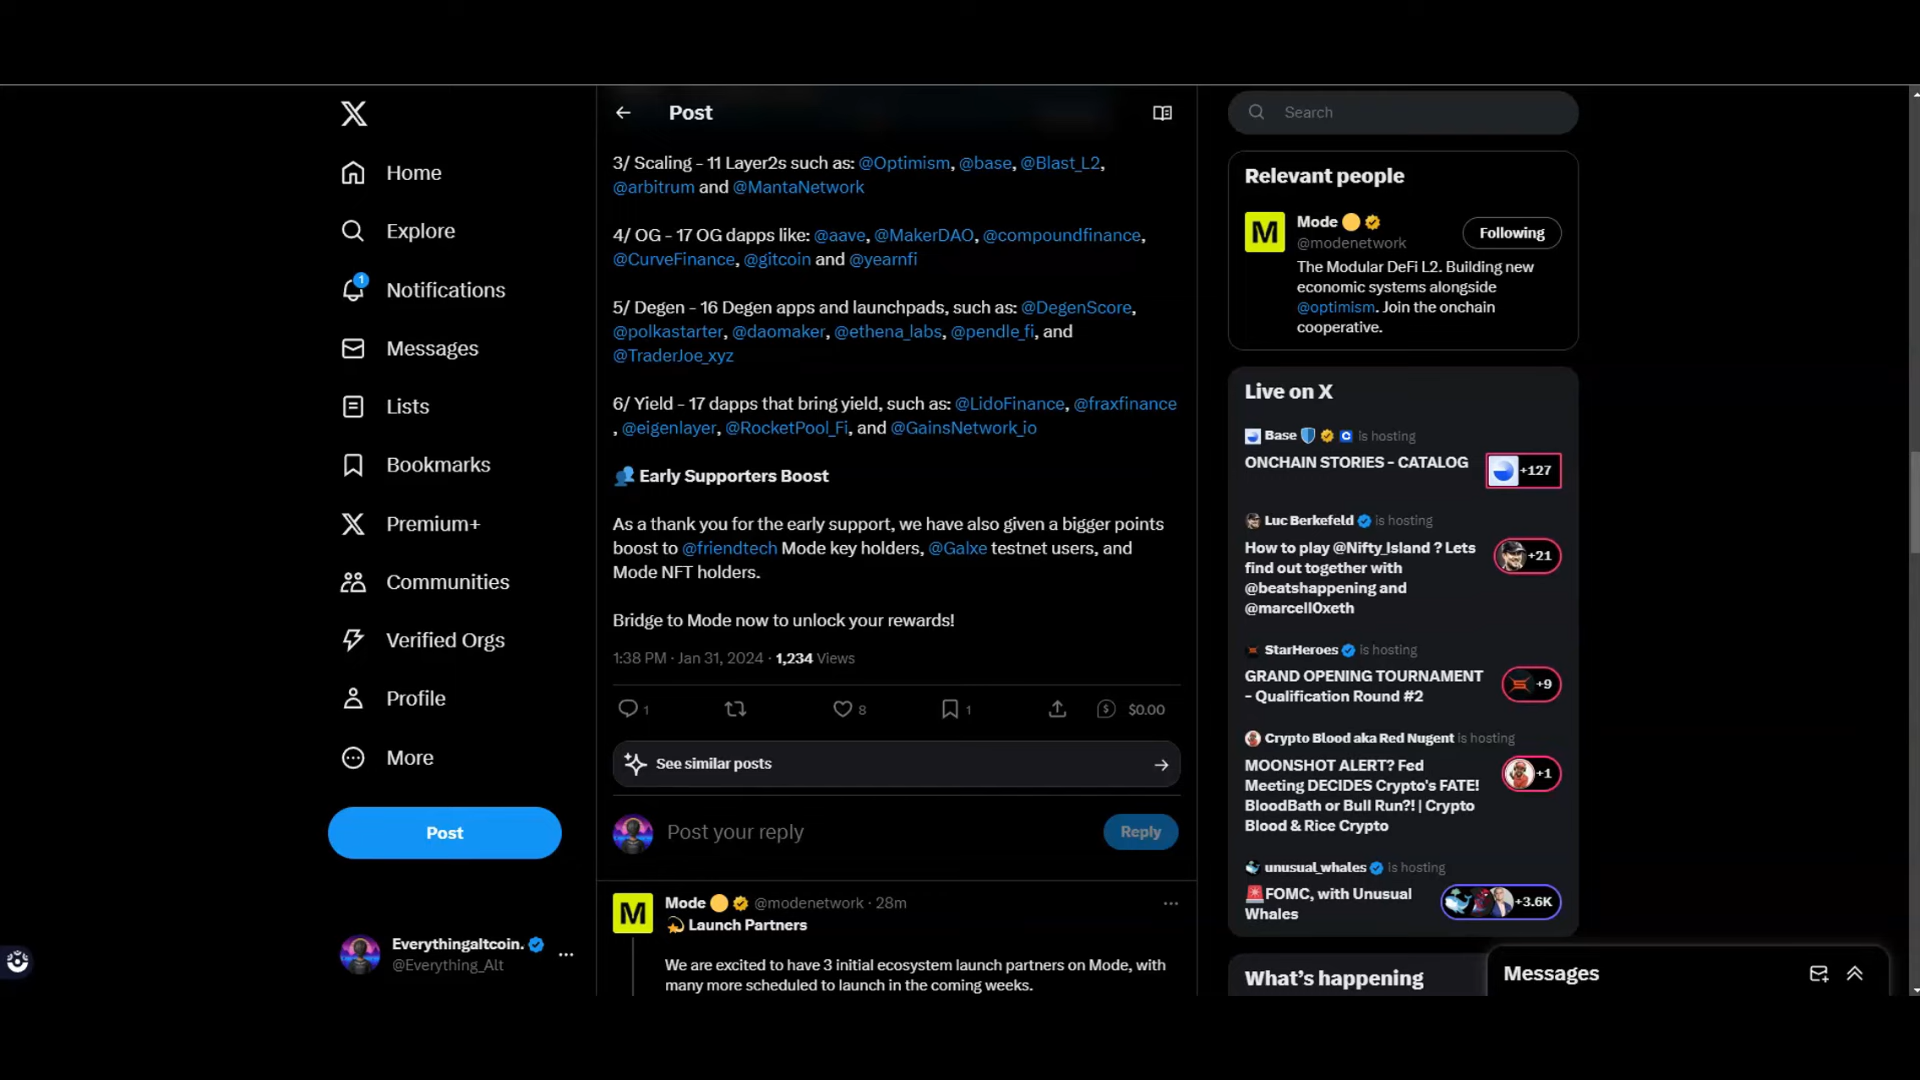 Home
Explore
1
Notifications
Messages
Lists
Bookmarks
Premium+
Communities
Verified Orgs
Profile
More
Post
Everythingaltcoin.
@Everything_Alt
Post
3/ Scaling - 11 Layer2s such as: @Optimism, @base, @Blast_L2,
@arbitrum and @MantaNetwork
4/ OG - 17 OG dapps like: @aave, @MakerDAO, @compoundfinance,
@CurveFinance, @gitcoin and @yearnfi
5/ Degen - 16 Degen apps and launchpads, such as: @DegenScore,
@polkastarter, @daomaker, @ethena_labs, @pendle_fi, and
@TraderJoe_xyz
6/ Yield - 17 dapps that bring yield, such as: @LidoFinance, @fraxfinance
, @eigenlayer, @RocketPool_Fi, and @GainsNetwork_io
Early Supporters Boost
As a thank you for the early support, we have also given a bigger points
boost to @friendtech Mode key holders, @Galxe testnet users, and
Mode NFT holders.
Bridge to Mode now to unlock your rewards!
1:38 PM · Jan 31, 2024 · 1,234 Views
1 8 1 $0.00
See similar posts
Post your reply
Reply
M
Mode @modenetwork · 28m
Launch Partners
We are excited to have 3 initial ecosystem launch partners on Mode, with
many more scheduled to launch in the coming weeks.
Search
Relevant people
M
Mode
@modenetwork
Following
The Modular DeFi L2. Building new
economic systems alongside
@optimism. Join the onchain
cooperative.
Live on X
Base is hosting
ONCHAIN STORIES - CATALOG
+127
Luc Berkefeld is hosting
How to play @Nifty_Island ? Lets
find out together with
@beatshappening and
@marcell0xeth
+21
StarHeroes is hosting
GRAND OPENING TOURNAMENT
- Qualification Round #2
+9
Crypto Blood aka Red Nugent is hosting
MOONSHOT ALERT? Fed
Meeting DECIDES Crypto's FATE!
BloodBath or Bull Run?! | Crypto
Blood & Rice Crypto
+1
unusual_whales is hosting
FOMC, with Unusual
Whales
+3.6K
What's happening
Messages